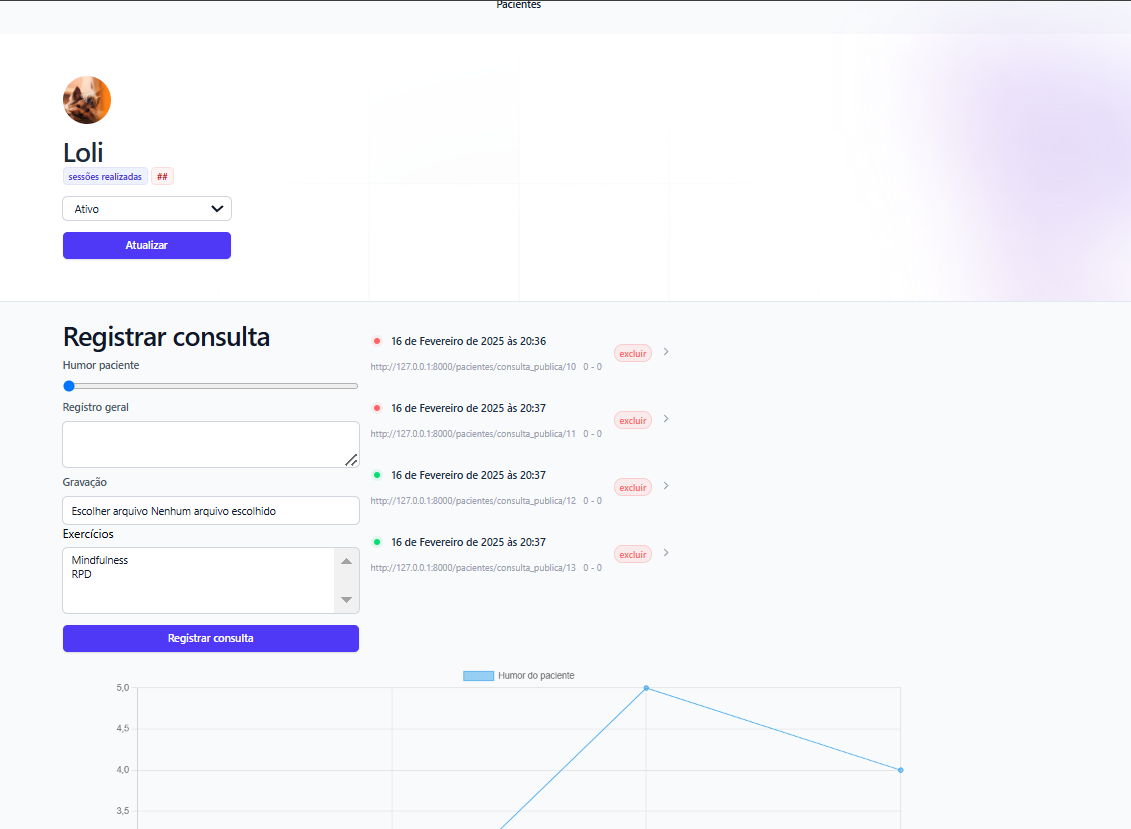 Pacientes
Loli
sessões realizadas ##
Ativo
Atualizar
Registrar consulta
Humor paciente
Registro geral
Gravação
Escolher arquivo Nenhum arquivo escolhido
Exercícios
Mindfulness
RPD
Registrar consulta
16 de Fevereiro de 2025 às 20:36
http://127.0.0.1:8000/pacientes/consulta_publica/10 0 - 0
excluir
16 de Fevereiro de 2025 às 20:37
http://127.0.0.1:8000/pacientes/consulta_publica/11 0 - 0
excluir
16 de Fevereiro de 2025 às 20:37
http://127.0.0.1:8000/pacientes/consulta_publica/12 0 - 0
excluir
16 de Fevereiro de 2025 às 20:37
http://127.0.0.1:8000/pacientes/consulta_publica/13 0 - 0
excluir
Humor do paciente
5,0
4,5
4,0
3,5